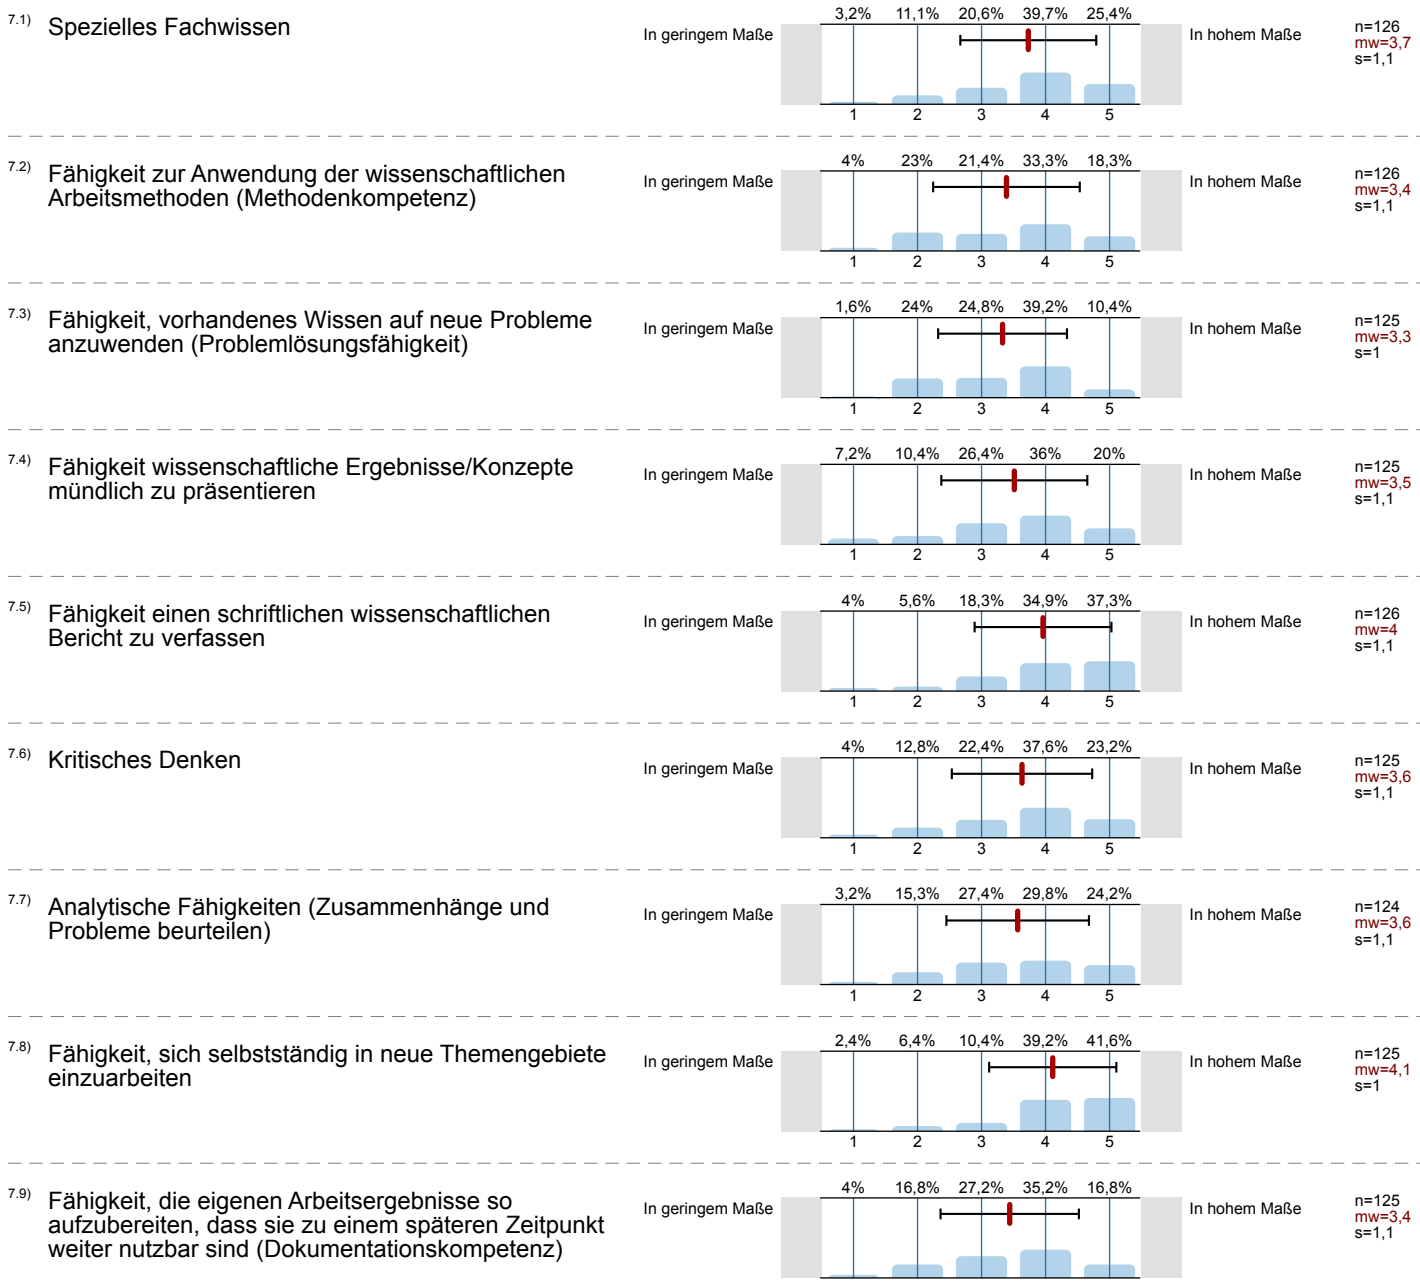 7.1) Spezielles Fachwissen
In geringem Maße
3,2% 11,1% 20,6% 39,7% 25,4%
1 2 3 4 5
In hohem Maße
n=126
mw=3,7
s=1,1
7.2) Fähigkeit zur Anwendung der wissenschaftlichen
Arbeitsmethoden (Methodenkompetenz)
In geringem Maße
4% 23% 21,4% 33,3% 18,3%
1 2 3 4 5
In hohem Maße
n=126
mw=3,4
s=1,1
7.3) Fähigkeit, vorhandenes Wissen auf neue Probleme
anzuwenden (Problemlösungsfähigkeit)
In geringem Maße
1,6% 24% 24,8% 39,2% 10,4%
1 2 3 4 5
In hohem Maße
n=125
mw=3,3
s=1
7.4) Fähigkeit wissenschaftliche Ergebnisse/Konzepte
mündlich zu präsentieren
In geringem Maße
7,2% 10,4% 26,4% 36% 20%
1 2 3 4 5
In hohem Maße
n=125
mw=3,5
s=1,1
7.5) Fähigkeit einen schriftlichen wissenschaftlichen
Bericht zu verfassen
In geringem Maße
4% 5,6% 18,3% 34,9% 37,3%
1 2 3 4 5
In hohem Maße
n=126
mw=4
s=1,1
7.6) Kritisches Denken
In geringem Maße
4% 12,8% 22,4% 37,6% 23,2%
1 2 3 4 5
In hohem Maße
n=125
mw=3,6
s=1,1
7.7) Analytische Fähigkeiten (Zusammenhänge und
Probleme beurteilen)
In geringem Maße
3,2% 15,3% 27,4% 29,8% 24,2%
1 2 3 4 5
In hohem Maße
n=124
mw=3,6
s=1,1
7.8) Fähigkeit, sich selbstständig in neue Themengebiete
einzuarbeiten
In geringem Maße
2,4% 6,4% 10,4% 39,2% 41,6%
1 2 3 4 5
In hohem Maße
n=125
mw=4,1
s=1
7.9) Fähigkeit, die eigenen Arbeitsergebnisse so
aufzubereiten, dass sie zu einem späteren Zeitpunkt
weiter nutzbar sind (Dokumentationskompetenz)
In geringem Maße
4% 16,8% 27,2% 35,2% 16,8%
In hohem Maße
n=125
mw=3,4
s=1,1